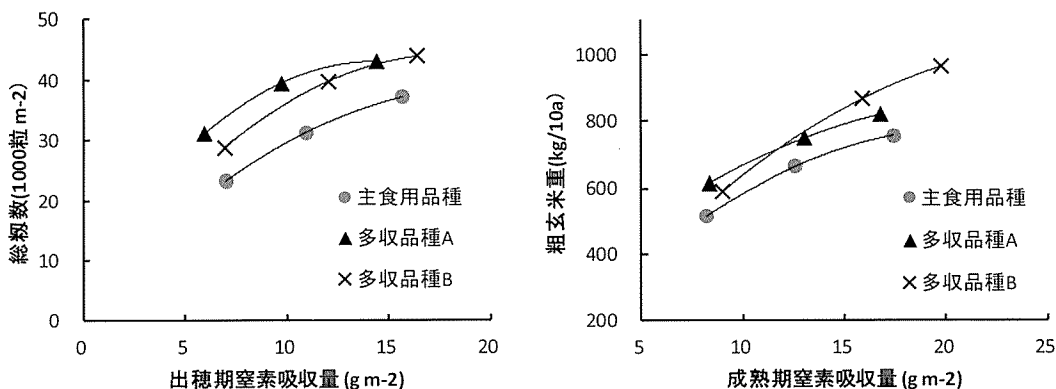 総籾数(1000粒 m-2)
50
40
30
20
10
0
0
5
10
15
20
出穂期窒素吸収量 (g m-2)
主食用品種
多収品種A
多収品種B
粗玄米重(kg/10a)
1000
800
600
400
200
5
10
15
20
25
成熟期窒素吸収量 (g m-2)
主食用品種
多収品種A
多収品種B